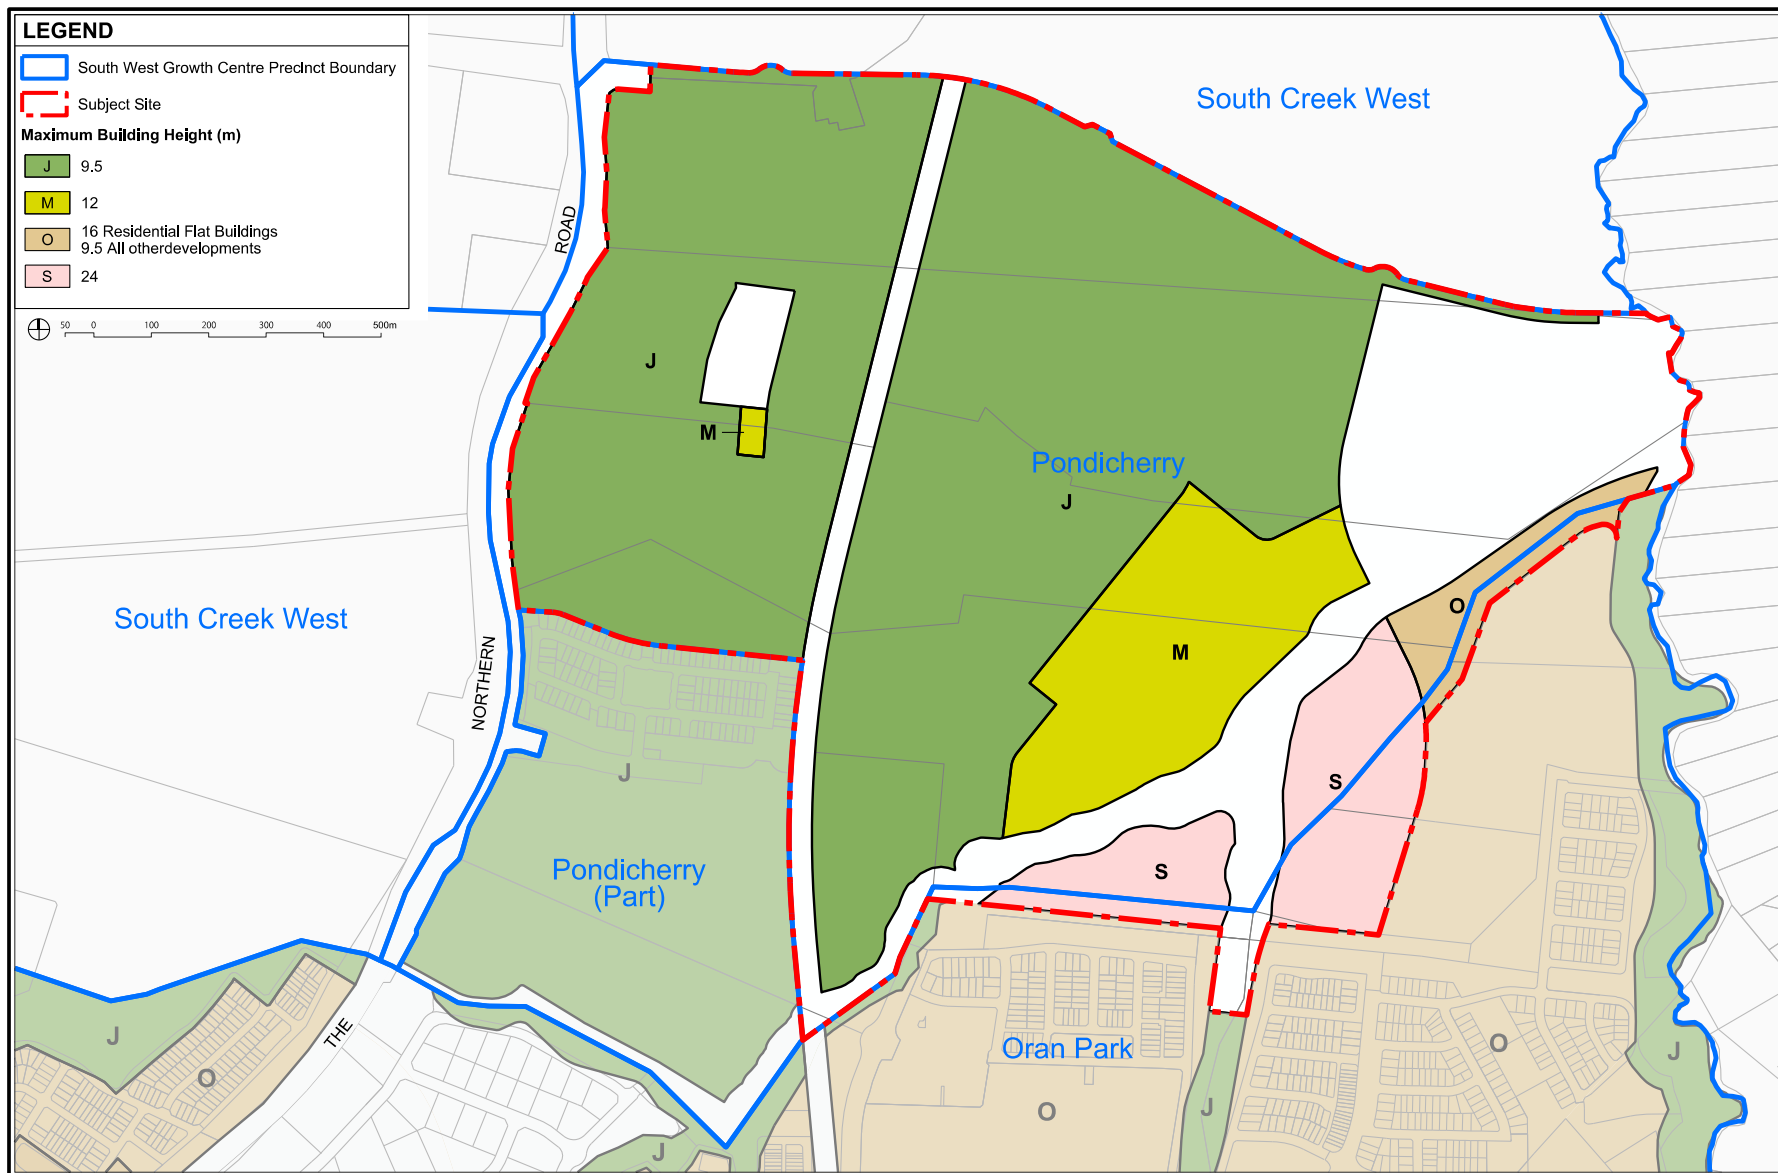 LEGEND
South West Growth Centre Precinct Boundary
Subject Site
Maximum Building Height (m)
J 9.5
M 12
O 16 Residential Flat Buildings
9.5 All otherdevelopments
S 24
50 0 100 200 300 400 500m
South Creek West
ROAD
J
M
Pondicherry
J
South Creek West
O
M
NORTHERN
J
S
Pondicherry
(Part)
S
J
THE
O
Oran Park
O
J
O
J
J